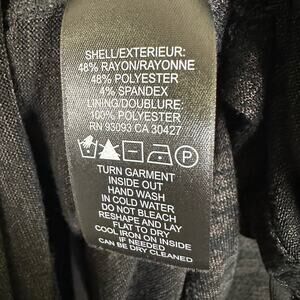 SHELL/EXTERIEUR:
48% RAYON/RAYONNE
48% POLYESTER
4% SPANDEX
LINING/DOUBLURE:
100% POLYESTER
RN 93093 CA 30427
P
TURN GARMENT
INSIDE OUT
HAND WASH
IN COLD WATER
DO NOT BLEACH
RESHAPE AND LAY
FLAT TO DRY
COOL IRON ON INSIDE
IF NEEDED
CAN BE DRY CLEANED